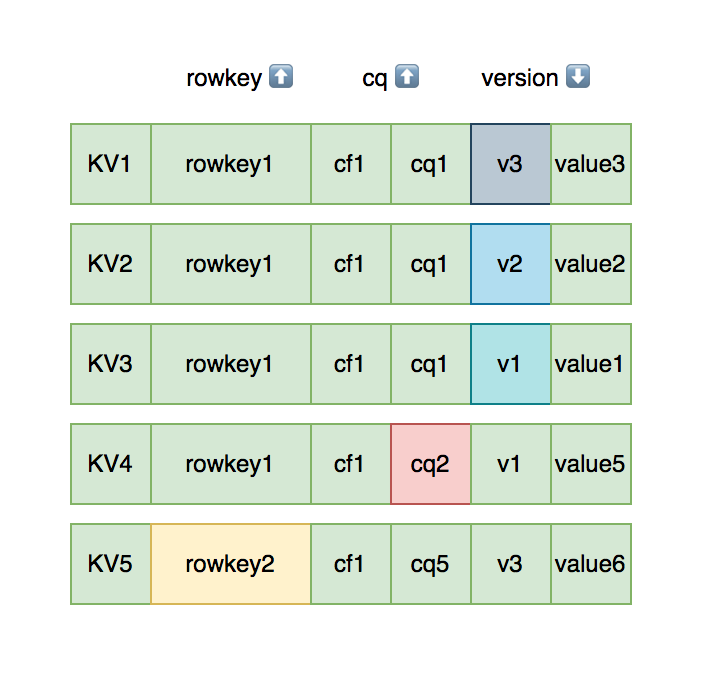 rowkey ⬆️ cq ⬆️ version ⬇️
KV1 rowkey1 cf1 cq1 v3 value3
KV2 rowkey1 cf1 cq1 v2 value2
KV3 rowkey1 cf1 cq1 v1 value1
KV4 rowkey1 cf1 cq2 v1 value5
KV5 rowkey2 cf1 cq5 v3 value6